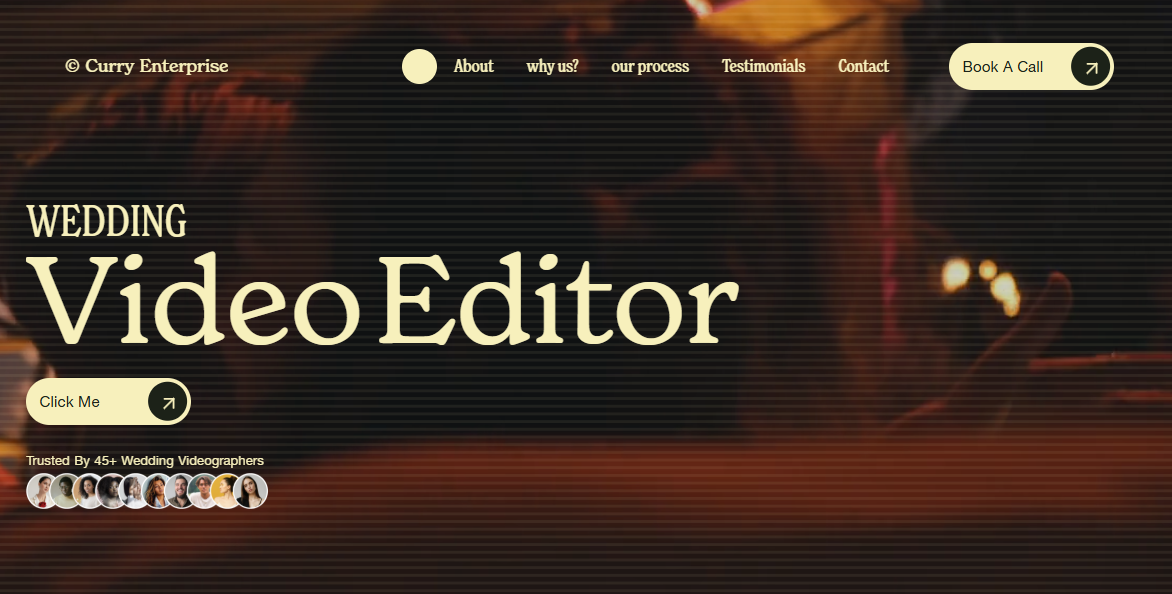 © Curry Enterprise
About
why us?
our process
Testimonials
Contact
Book A Call
WEDDING
Video Editor
Click Me
Trusted By 45+ Wedding Videographers